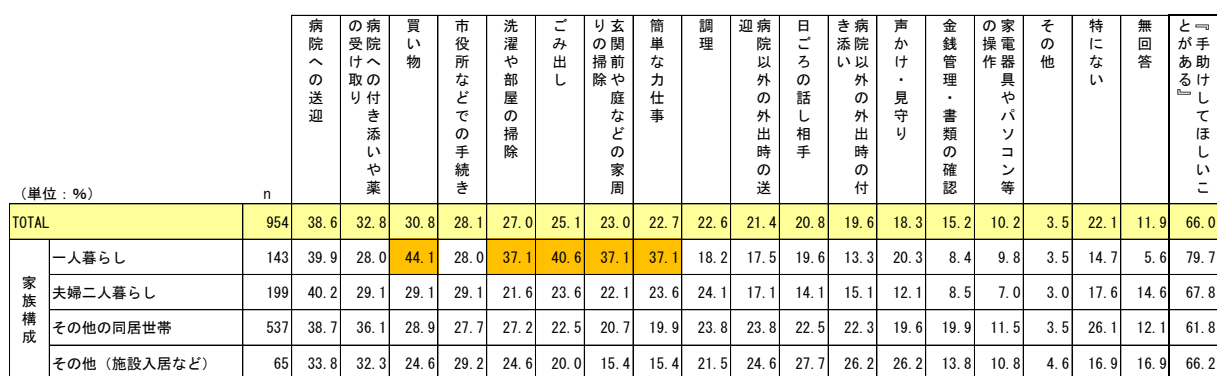 病院への送迎
病院への付き添いや薬の受け取り
買い物
市役所などでの手続き
洗濯や部屋の掃除
ごみ出し
玄関前や庭などの家周りの掃除
簡単な力仕事
調理
病院以外の外出時の送迎
日ごろの話し相手
病院以外の外出時の付き添い
声かけ・見守り
金銭管理・書類の確認
家電器具やパソコン等の操作
その他
特にない
無回答
『手助けしてほしいことがある』
（単位：％） n
TOTAL 954 38.6 32.8 30.8 28.1 27.0 25.1 23.0 22.7 22.6 21.4 20.8 19.6 18.3 15.2 10.2 3.5 22.1 11.9 66.0
家族構成
一人暮らし 143 39.9 28.0 44.1 28.0 37.1 40.6 37.1 37.1 18.2 17.5 19.6 13.3 20.3 8.4 9.8 3.5 14.7 5.6 79.7
夫婦二人暮らし 199 40.2 29.1 29.1 29.1 21.6 23.6 22.1 23.6 24.1 17.1 14.1 15.1 12.1 8.5 7.0 3.0 17.6 14.6 67.8
その他の同居世帯 537 38.7 36.1 28.9 27.7 27.2 22.5 20.7 19.9 23.8 23.8 22.5 22.3 19.6 19.9 11.5 3.5 26.1 12.1 61.8
その他（施設入居など） 65 33.8 32.3 24.6 29.2 24.6 20.0 15.4 15.4 21.5 24.6 27.7 26.2 26.2 13.8 10.8 4.6 16.9 16.9 66.2